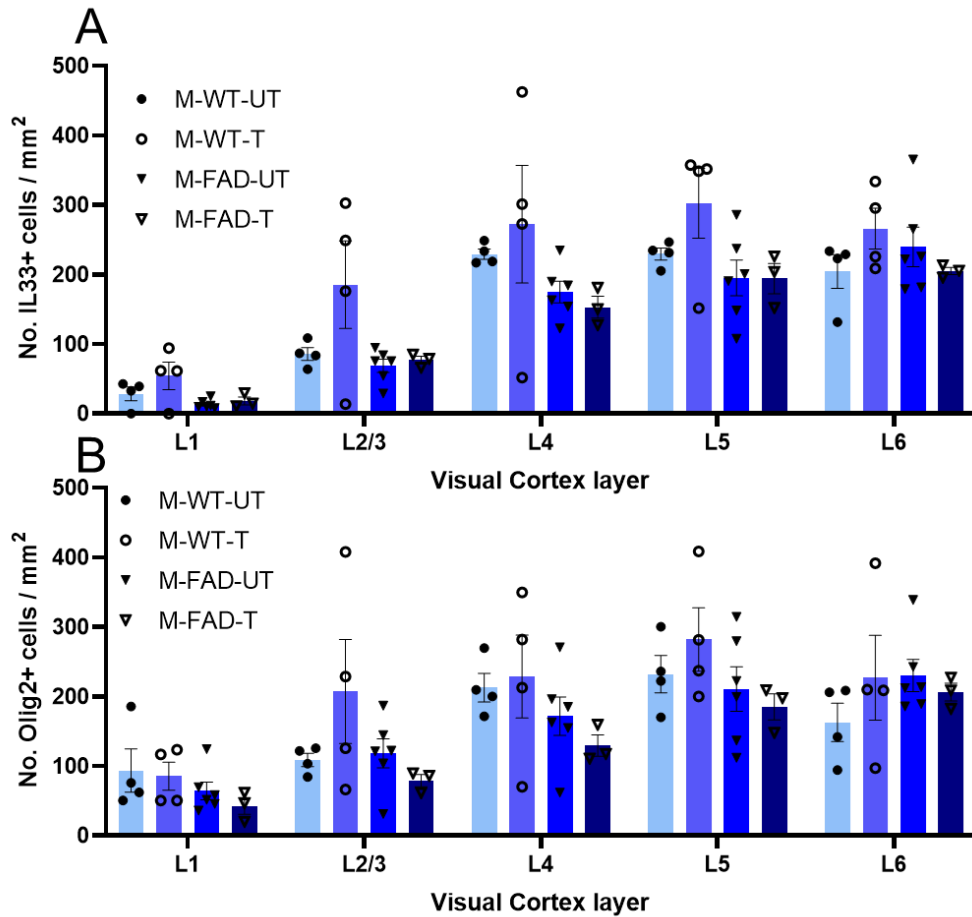 A
No. IL33+ cells / mm²
500
400
300
200
100
0
M-WT-UT
M-WT-T
M-FAD-UT
M-FAD-T
L1 L2/3 L4 L5 L6
Visual Cortex layer
B
No. Olig2+ cells / mm²
500
400
300
200
100
0
M-WT-UT
M-WT-T
M-FAD-UT
M-FAD-T
L1 L2/3 L4 L5 L6
Visual Cortex layer